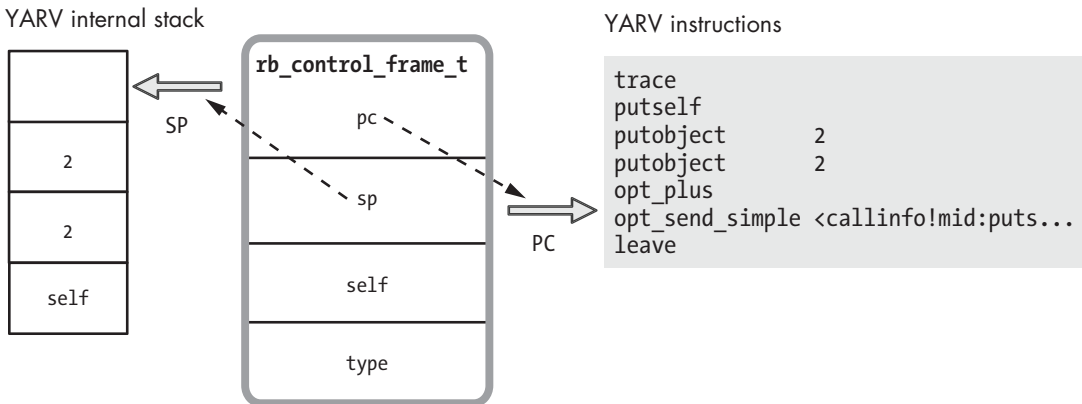 YARV internal stack
SP
2
2
self
rb_control_frame_t
pc
sp
self
type
PC
YARV instructions
trace
putself
putobject 2
putobject 2
opt_plus
opt_send_simple <callinfo!mid:puts...
leave